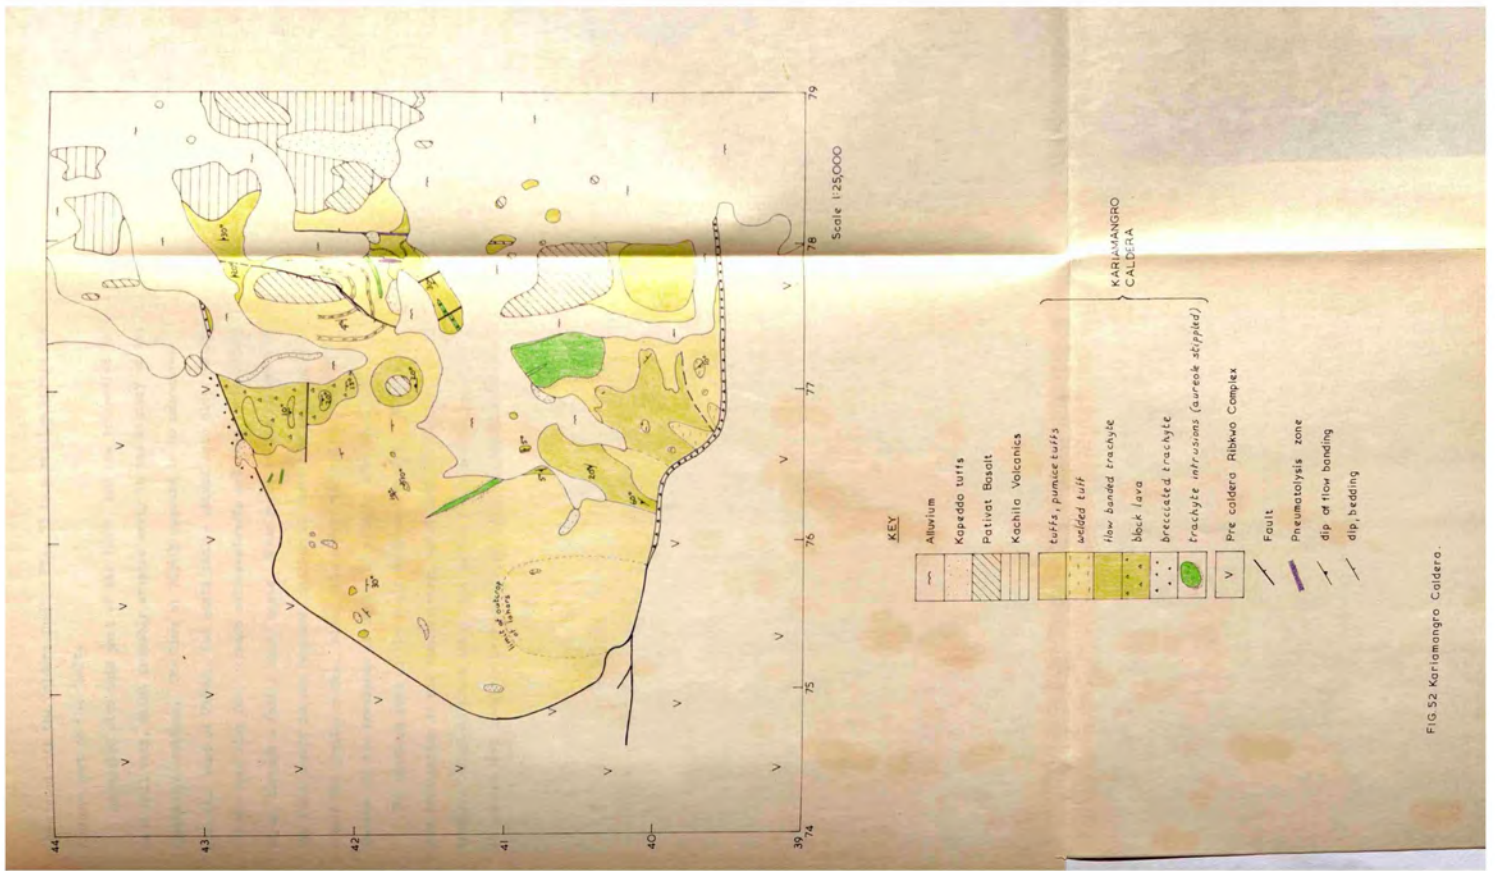 44
43
42
41
40
39
74
75
76
77
78
79
limit of outcrop
of lahars
30°
30°
Scale 1:25,000
KEY
Alluvium
Kapeddo tuffs
Pativat Basalt
Kachila Volcanics
tuffs, pumice tuffs
welded tuff
flow banded trachyte
block lava
brecciated trachyte
trachyte intrusions (aureole stippled)
KARIAMANGRO
CALDERA
V
Pre caldera Ribkwo Complex
Fault
Pneumatolysis zone
dip of flow banding
dip, bedding
FIG.52 Kariamangro Caldera.